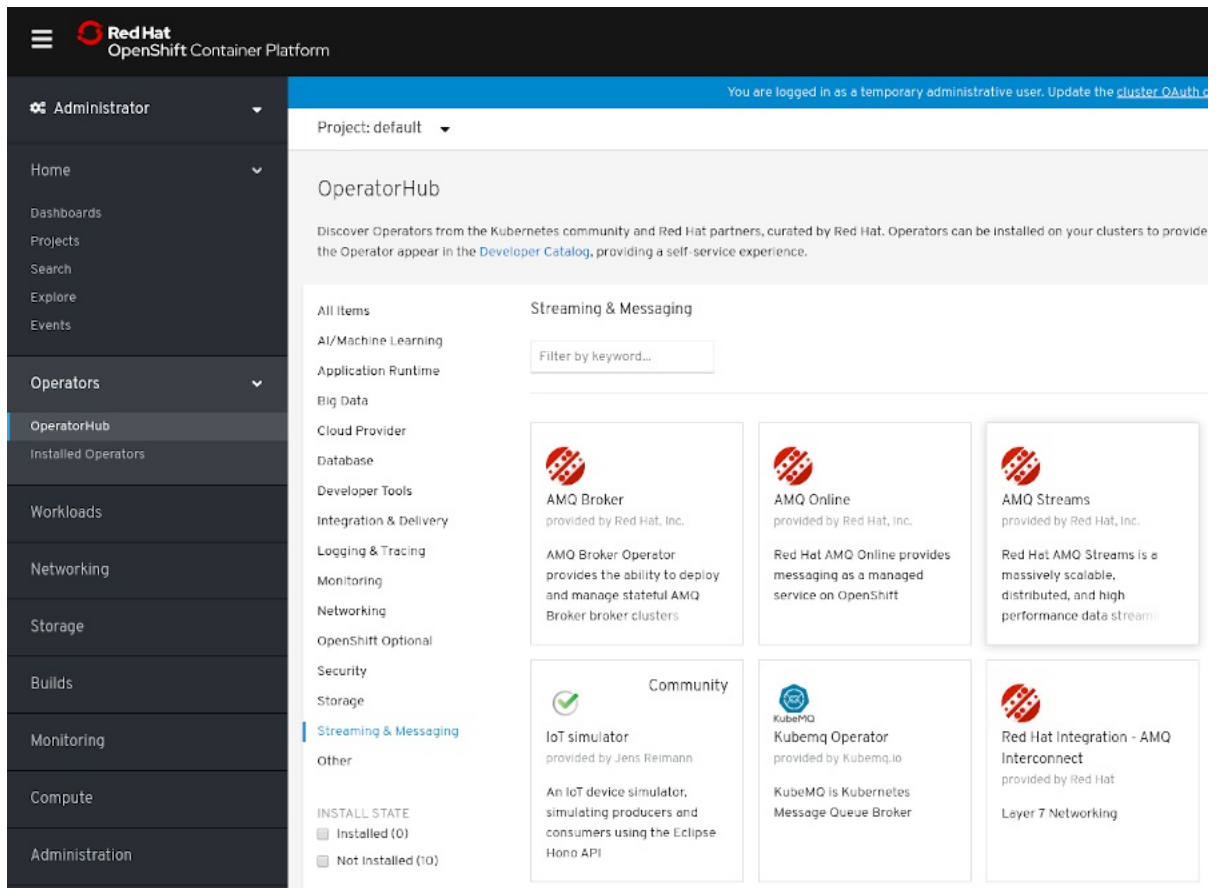 Red Hat
OpenShift Container Platform
Administrator
You are logged in as a temporary administrative user. Update the cluster OAuth
Project: default
Home
Dashboards
Projects
Search
Explore
Events
Operators
OperatorHub
Installed Operators
Workloads
Networking
Storage
Builds
Monitoring
Compute
Administration
OperatorHub
Discover Operators from the Kubernetes community and Red Hat partners, curated by Red Hat. Operators can be installed on your clusters to provide
the Operator appear in the Developer Catalog, providing a self-service experience.
All Items
AI/Machine Learning
Application Runtime
Big Data
Cloud Provider
Database
Developer Tools
Integration & Delivery
Logging & Tracing
Monitoring
Networking
OpenShift Optional
Security
Storage
Streaming & Messaging
Other
INSTALL STATE
Installed (0)
Not Installed (10)
Streaming & Messaging
Filter by keyword...
AMQ Broker
provided by Red Hat, Inc.
AMQ Broker Operator
provides the ability to deploy
and manage stateful AMQ
Broker broker clusters
AMQ Online
provided by Red Hat, Inc.
Red Hat AMQ Online provides
messaging as a managed
service on OpenShift
AMQ Streams
provided by Red Hat, Inc.
Red Hat AMQ Streams is a
massively scalable,
distributed, and high
performance data streami
Community
IoT simulator
provided by Jens Reimann
An IoT device simulator,
simulating producers and
consumers using the Eclipse
Hono API
KubeMQ
Kubemq Operator
provided by Kubemq.io
KubeMQ is Kubernetes
Message Queue Broker
Red Hat Integration - AMQ
Interconnect
provided by Red Hat
Layer 7 Networking